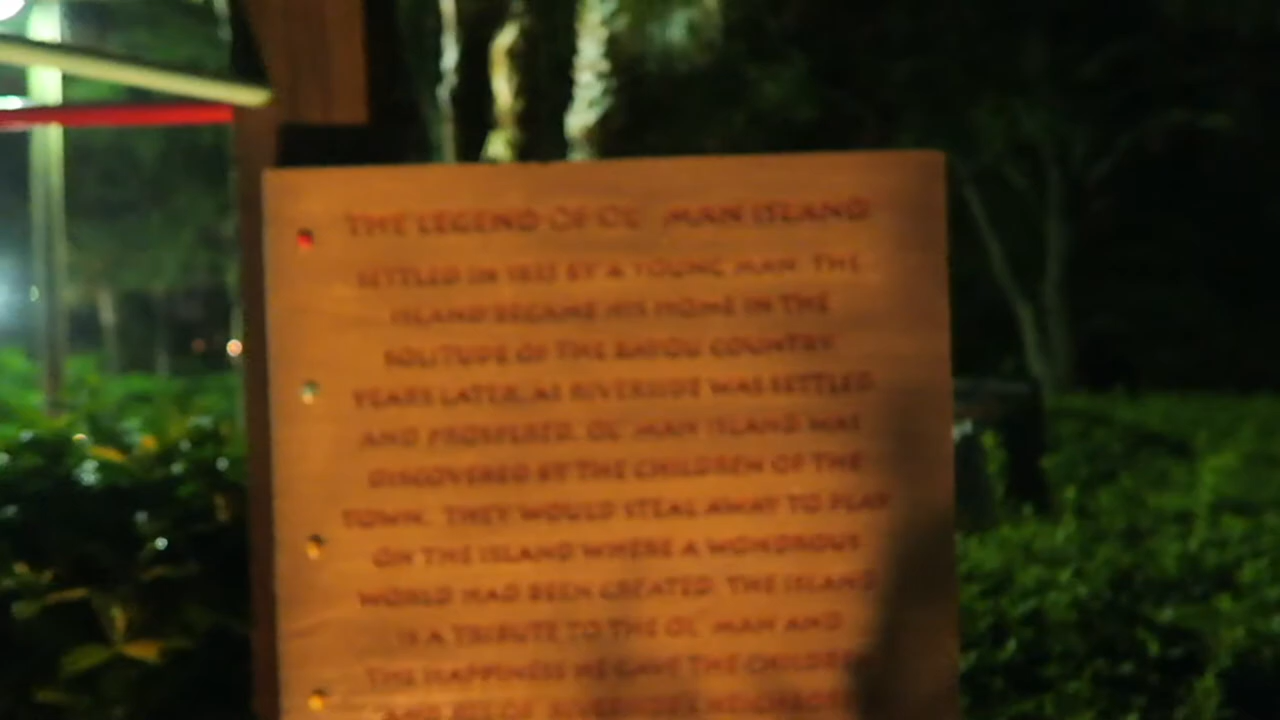 THE LEGEND OF OL' MAN ISLAND
SETTLED IN BY A YOUNG MAN THE
ISLAND BECAME HIS HOME IN THE
SOLITUDE OF THE BAYOU COUNTRY
YEARS LATER, AS RIVERSIDE WAS SETTLED
AND PROSPERED, OL' MAN ISLAND WAS
DISCOVERED BY THE CHILDREN OF THE
TOWN. THEY WOULD STEAL AWAY TO PLAY
ON THE ISLAND WHERE A WONDROUS
WORLD HAD BEEN CREATED. THE ISLAND
IS A TRIBUTE TO THE OL' MAN AND
THE HAPPINESS HE GAVE THE CHILDREN